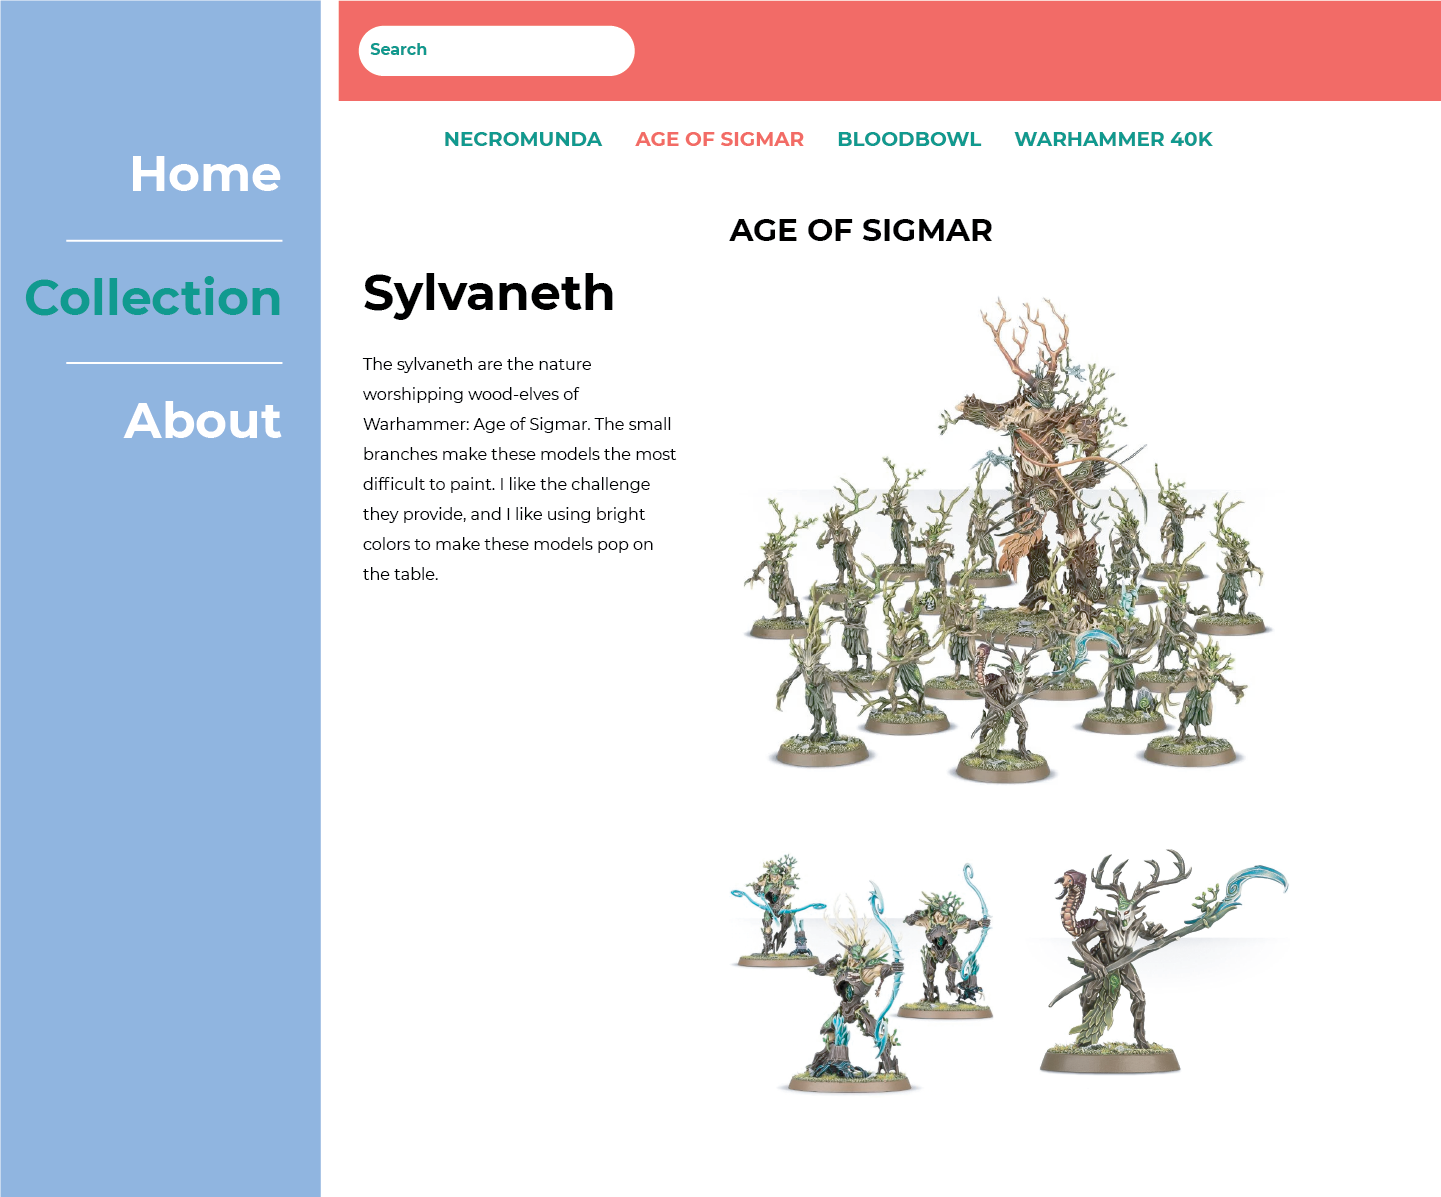 Search
Home
Collection
About
NECROMUNDA AGE OF SIGMAR BLOODBOWL WARHAMMER 40K
AGE OF SIGMAR
Sylvaneth
The sylvaneth are the nature
worshipping wood-elves of
Warhammer: Age of Sigmar. The small
branches make these models the most
difficult to paint. I like the challenge
they provide, and I like using bright
colors to make these models pop on
the table.